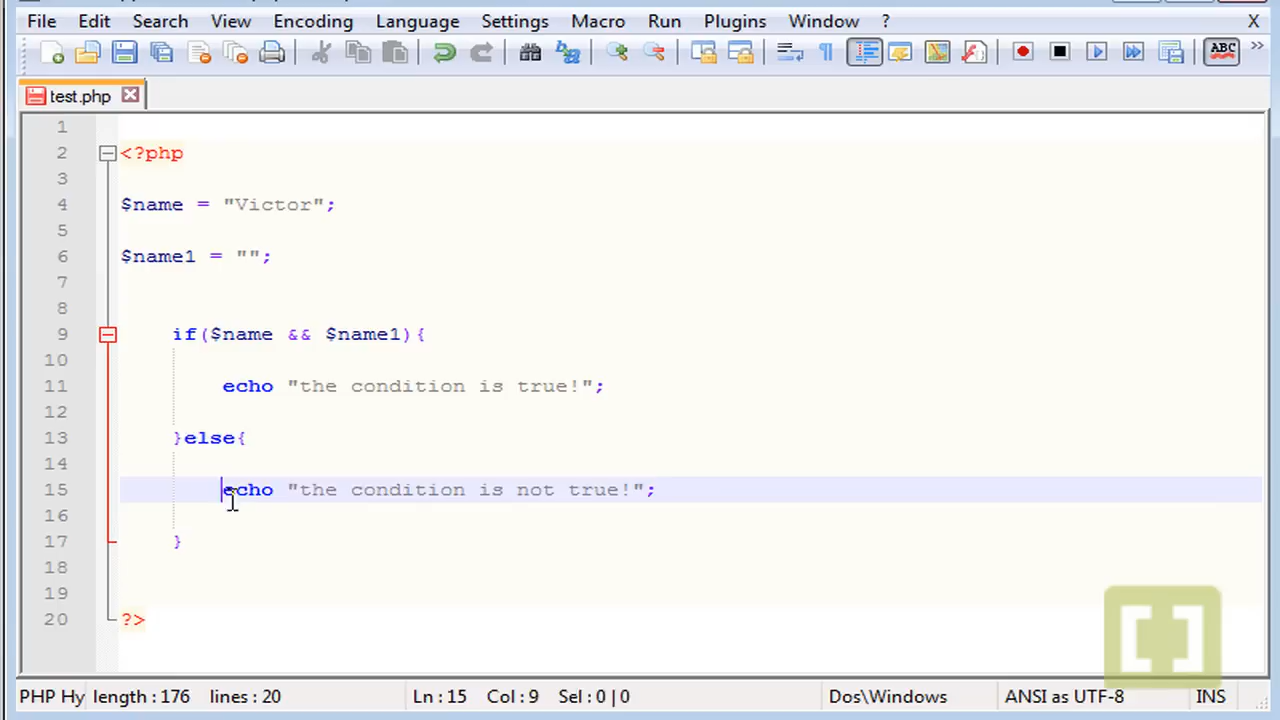 File Edit Search View Encoding Language Settings Macro Run Plugins Window ? X
ABC »
test.php
1
2 <?php
3
4 $name = "Victor";
5
6 $name1 = "";
7
8
9 if($name && $name1){
10
11 echo "the condition is true!";
12
13 }else{
14
15 echo "the condition is not true!";
16
17 }
18
19
20 ?>
PHP Hy length : 176 lines : 20 Ln : 15 Col : 9 Sel : 0 | 0 Dos\Windows ANSI as UTF-8 INS